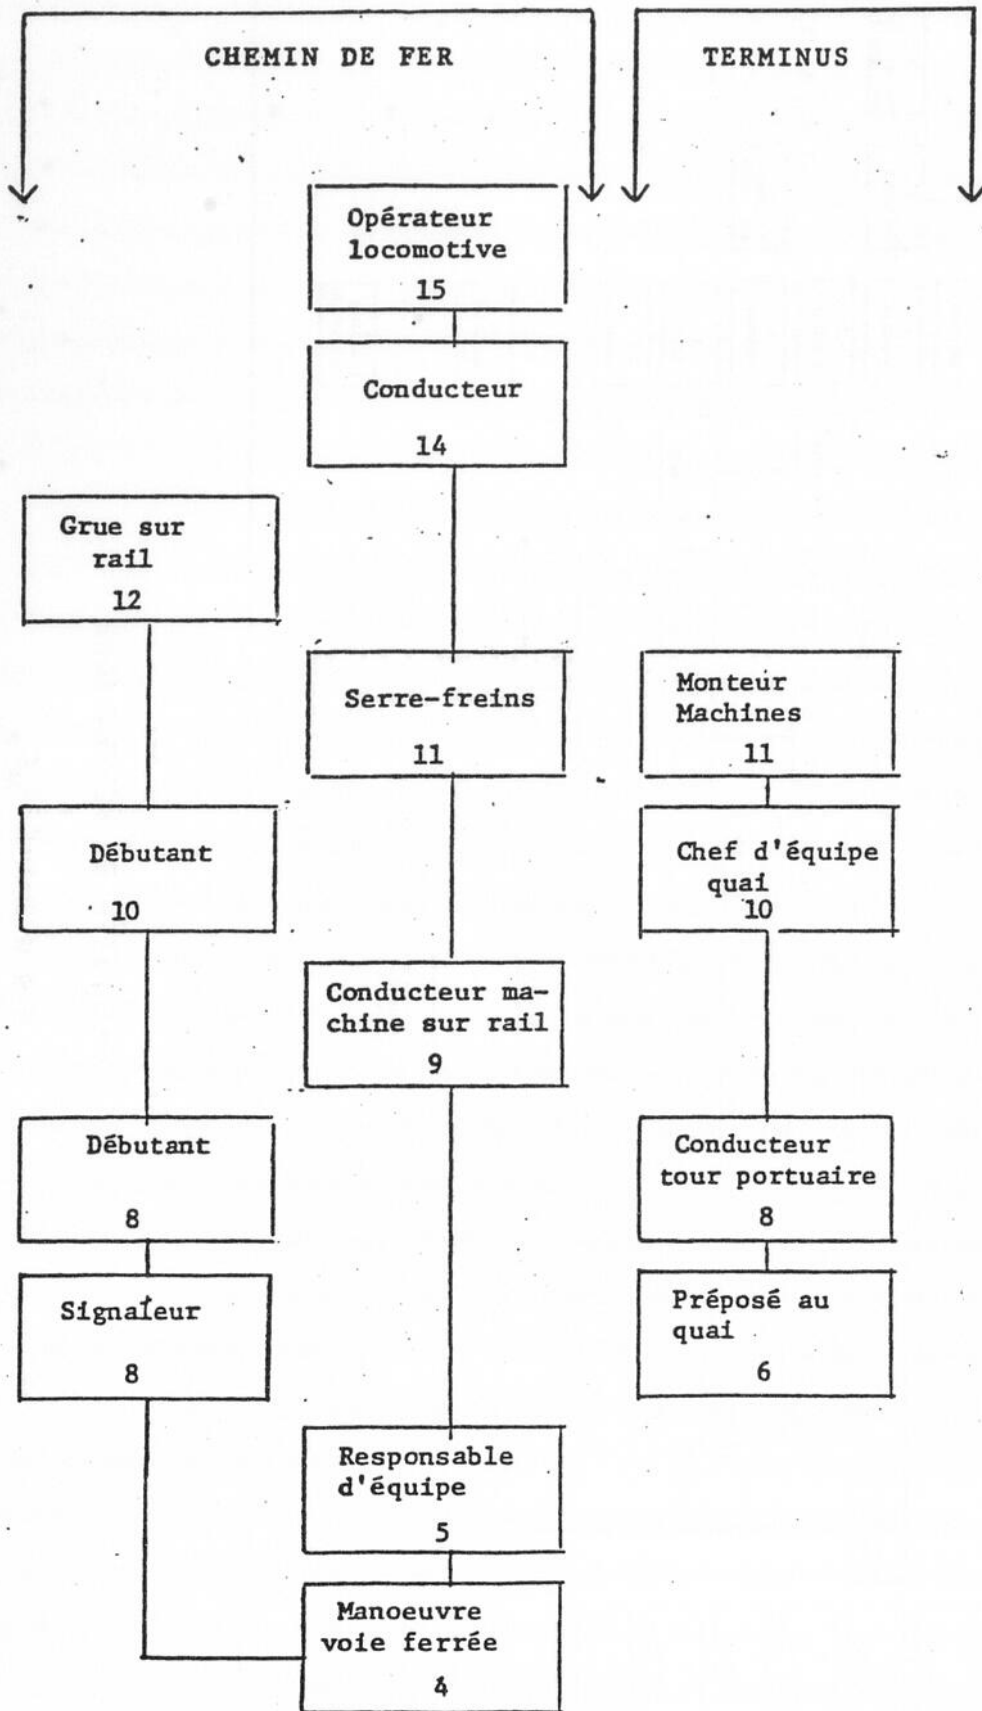 CHEMIN DE FER
TERMINUS
Opérateur
locomotive
15
Conducteur
14
Grue sur
rail
12
Serre-freins
11
Monteur
Machines
11
Débutant
10
Chef d'équipe
quai
10
Conducteur ma-
chine sur rail
9
Débutant
8
Conducteur
tour portuaire
8
Signaleur
8
Préposé au
quai
6
Responsable
d'équipe
5
Manoeuvre
voie ferrée
4